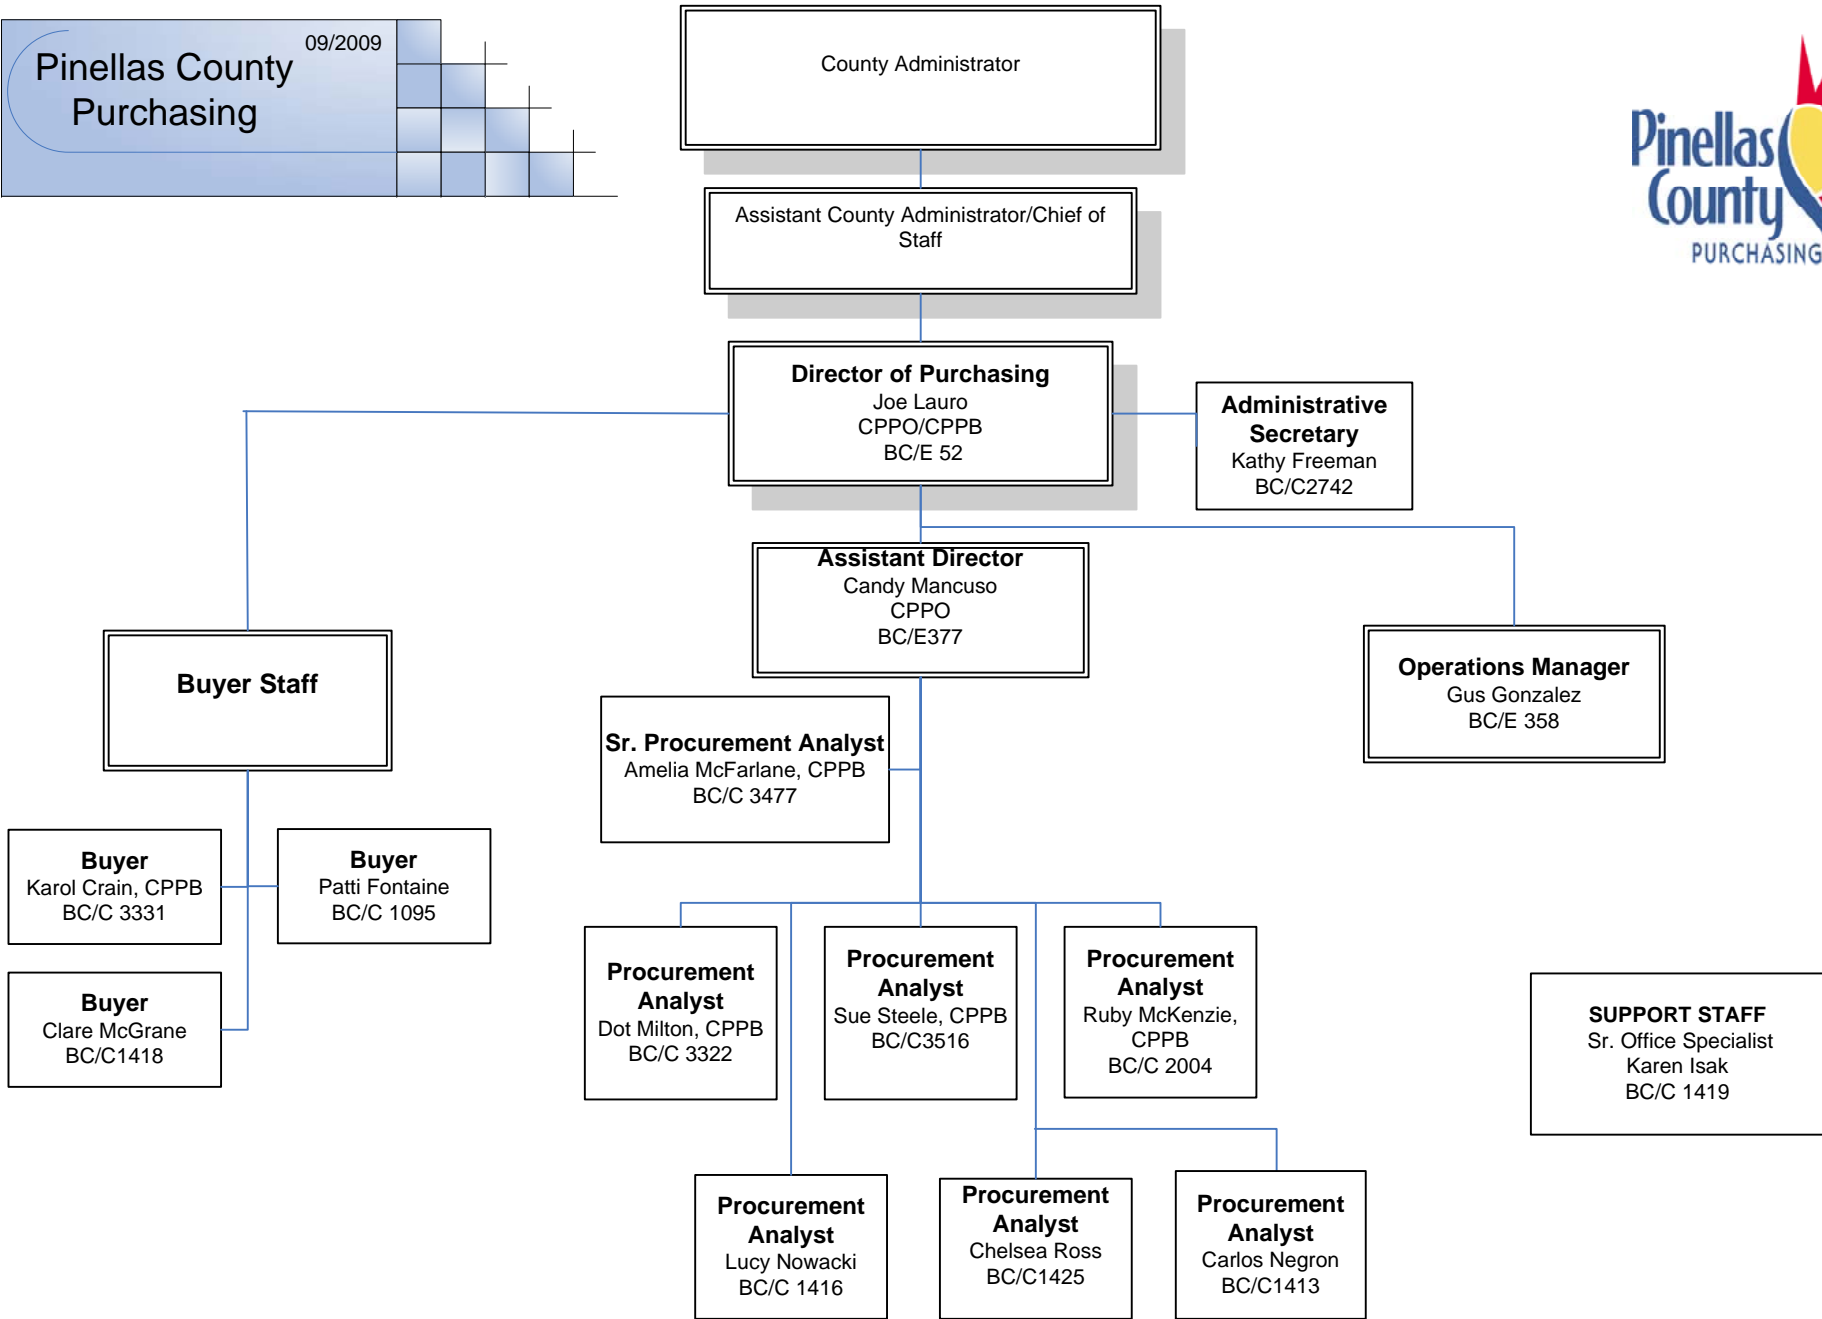 09/2009
Pinellas County
Purchasing
County Administrator
Pinellas
County
PURCHASING
Assistant County Administrator/Chief of
Staff
Director of Purchasing
Joe Lauro
CPPO/CPPB
BC/E 52
Administrative
Secretary
Kathy Freeman
BC/C2742
Assistant Director
Candy Mancuso
CPPO
BC/E377
Buyer Staff
Operations Manager
Gus Gonzalez
BC/E 358
Sr. Procurement Analyst
Amelia McFarlane, CPPB
BC/C 3477
Buyer
Karol Crain, CPPB
BC/C 3331
Buyer
Patti Fontaine
BC/C 1095
Buyer
Clare McGrane
BC/C1418
Procurement
Analyst
Dot Milton, CPPB
BC/C 3322
Procurement
Analyst
Sue Steele, CPPB
BC/C3516
Procurement
Analyst
Ruby McKenzie,
CPPB
BC/C 2004
SUPPORT STAFF
Sr. Office Specialist
Karen Isak
BC/C 1419
Procurement
Analyst
Lucy Nowacki
BC/C 1416
Procurement
Analyst
Chelsea Ross
BC/C1425
Procurement
Analyst
Carlos Negron
BC/C1413